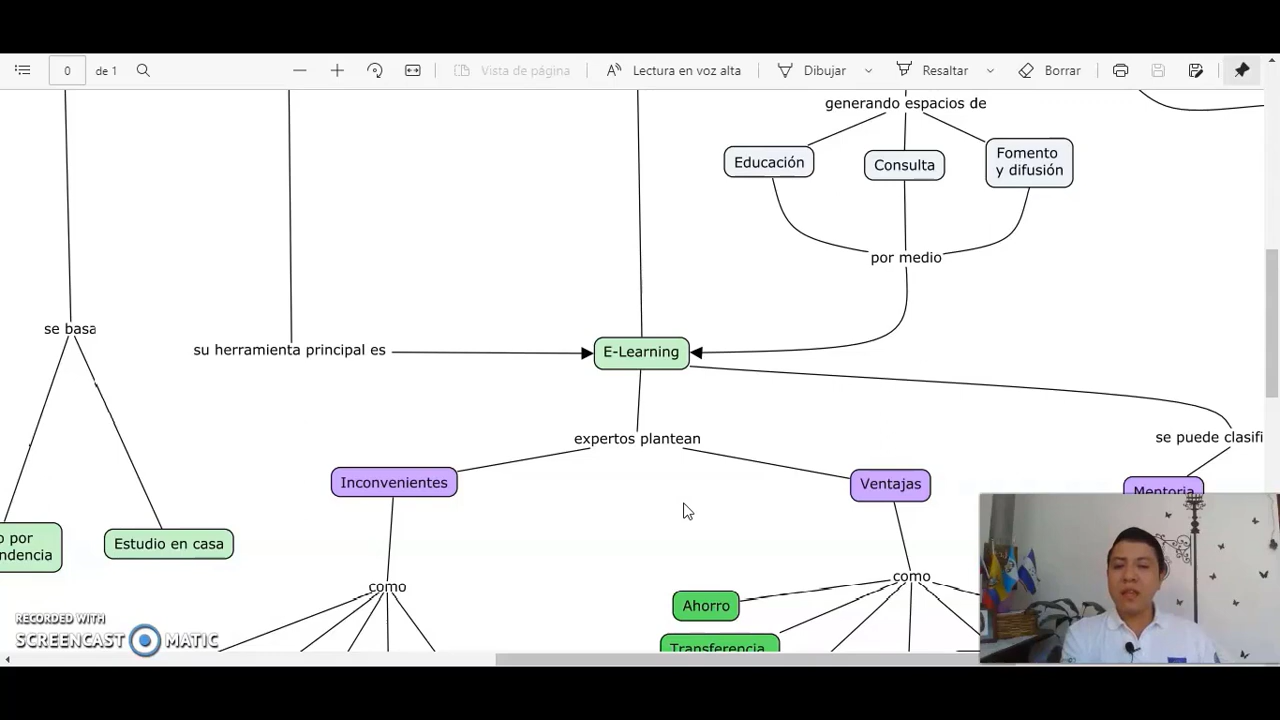 0 de 1
Vista de página
Lectura en voz alta
Dibujar
Resaltar
Borrar
generando espacios de
Educación
Consulta
Fomento
y difusión
por medio
se basa
su herramienta principal es
E-Learning
expertos plantean
se puede clasifi
Inconvenientes
Ventajas
Mentoria
o por
ndencia
Estudio en casa
como
como
Ahorro
Transferencia
RECORDED WITH
SCREENCAST MATIC